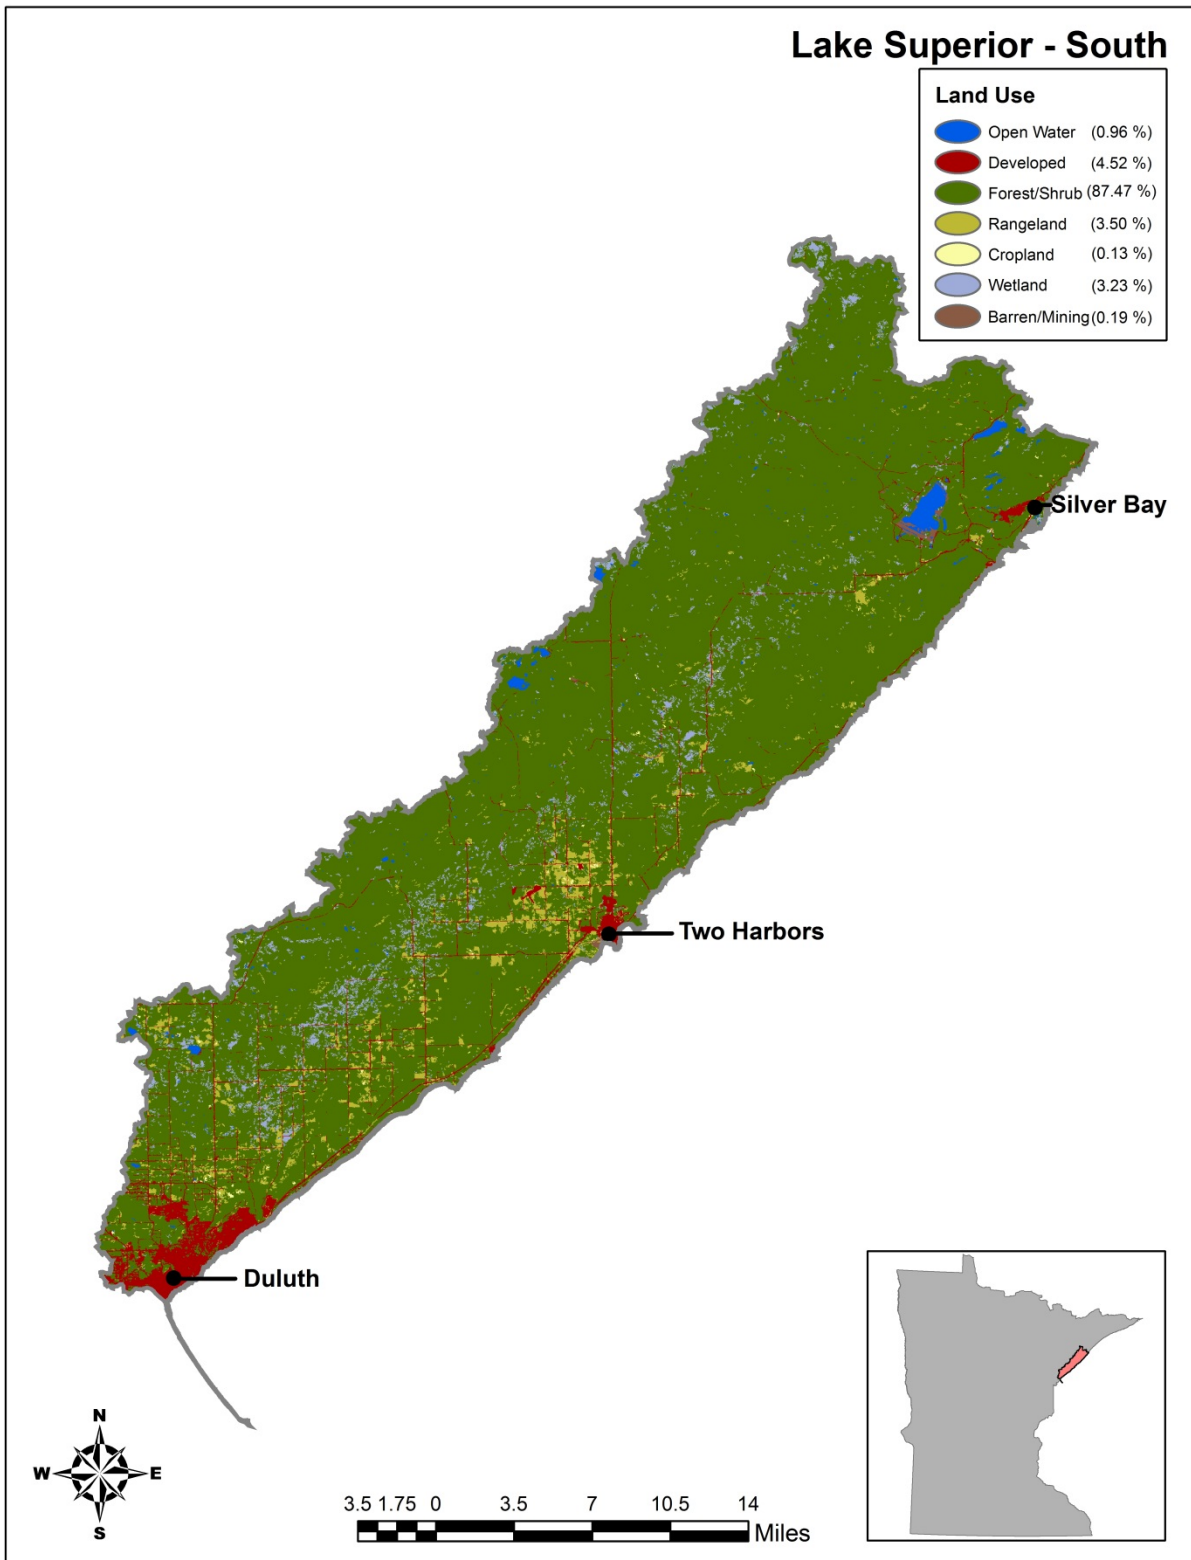 Lake Superior - South
Land Use
Open Water (0.96 %)
Developed (4.52 %)
Forest/Shrub (87.47 %)
Rangeland (3.50 %)
Cropland (0.13 %)
Wetland (3.23 %)
Barren/Mining (0.19 %)
Silver Bay
Two Harbors
Duluth
N
W E
S
3.5 1.75 0 3.5 7 10.5 14
Miles